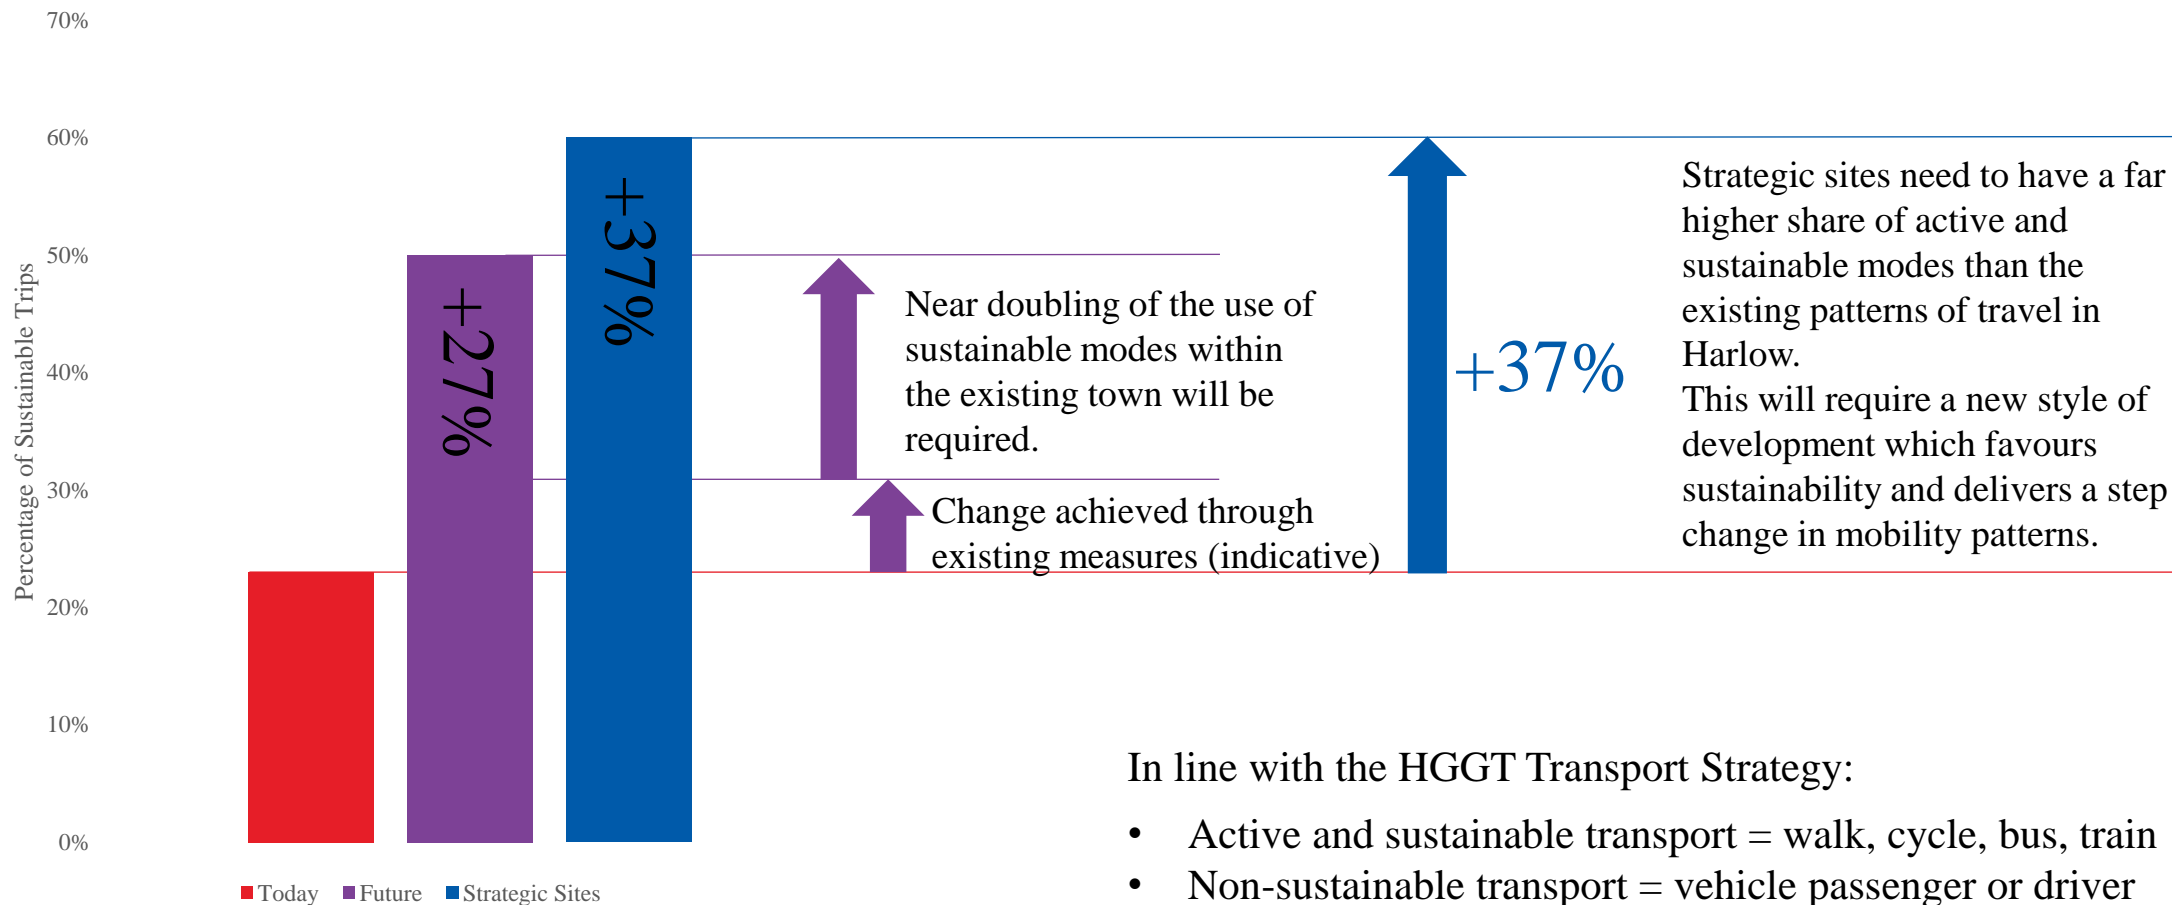 70%
60%
50%
40%
30%
20%
10%
0%
Percentage of Sustainable Trips
+27%
+37%
Near doubling of the use of
sustainable modes within
the existing town will be
required.
Change achieved through
existing measures (indicative)
+37%
Strategic sites need to have a far
higher share of active and
sustainable modes than the
existing patterns of travel in
Harlow.
This will require a new style of
development which favours
sustainability and delivers a step
change in mobility patterns.
In line with the HGGT Transport Strategy:
• Active and sustainable transport = walk, cycle, bus, train
• Non-sustainable transport = vehicle passenger or driver
Today Future Strategic Sites